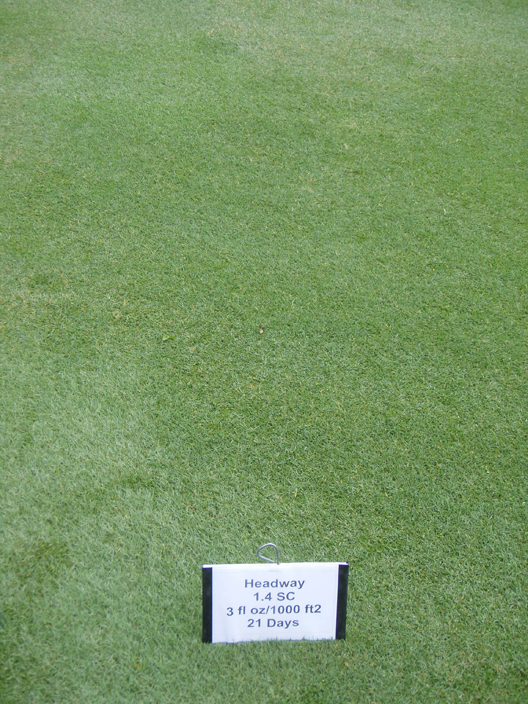 Headway
1.4 SC
3 fl oz/1000 ft2
21 Days